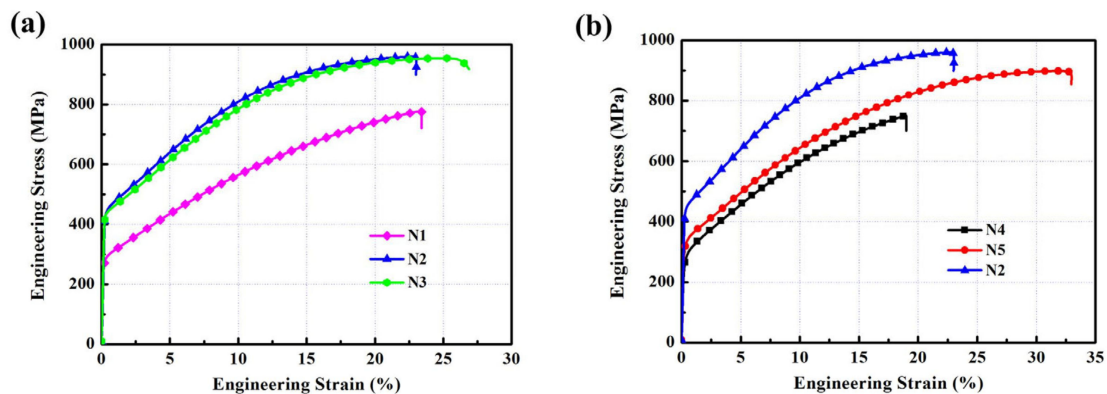 (a)
Engineering Stress (MPa)
1000
800
600
400
200
0
N1
N2
N3
0 5 10 15 20 25 30
Engineering Strain (%)
(b)
Engineering Stress (MPa)
1000
800
600
400
200
0
N4
N5
N2
0 5 10 15 20 25 30 35
Engineering Strain (%)